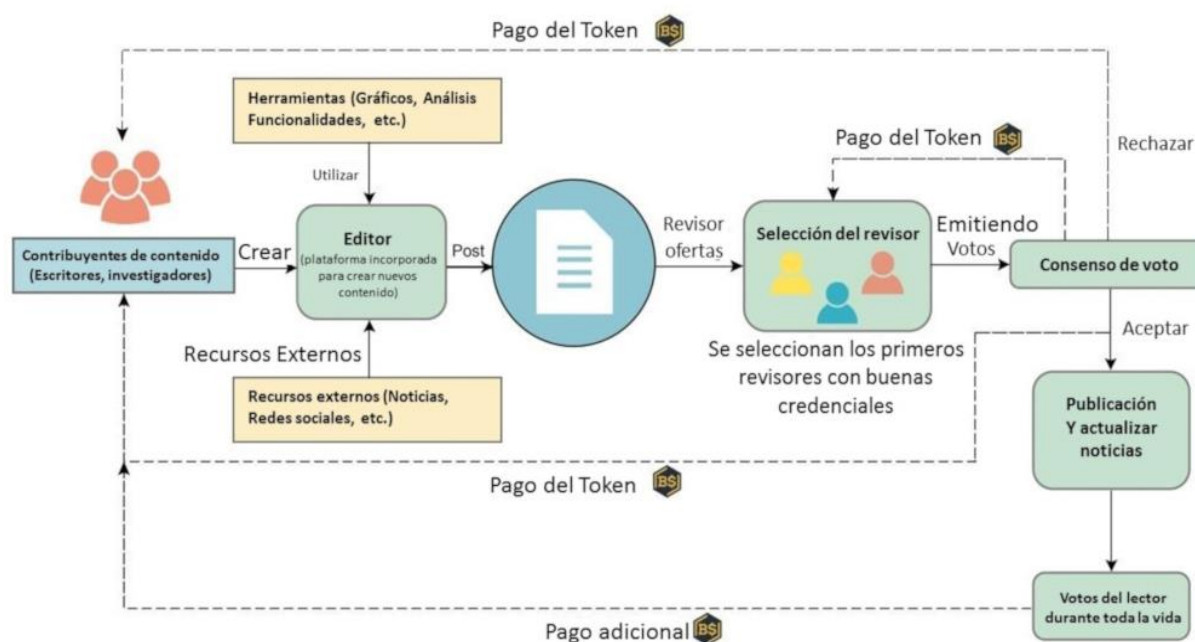 Pago del Token B$
Herramientas (Gráficos, Análisis
Funcionalidades, etc.)
Utilizar
Pago del Token B$
Rechazar
Contribuyentes de contenido
(Escritores, investigadores)
Crear
Editor
(plataforma incorporada
para crear nuevos
contenido)
Post
Revisor
ofertas
Selección del revisor
Emitiendo
Votos
Consenso de voto
Aceptar
Se seleccionan los primeros
revisores con buenas
credenciales
Recursos Externos
Recursos externos (Noticias,
Redes sociales, etc.)
Publicación
Y actualizar
noticias
Pago del Token B$
Votos del lector
durante toda la vida
Pago adicional B$